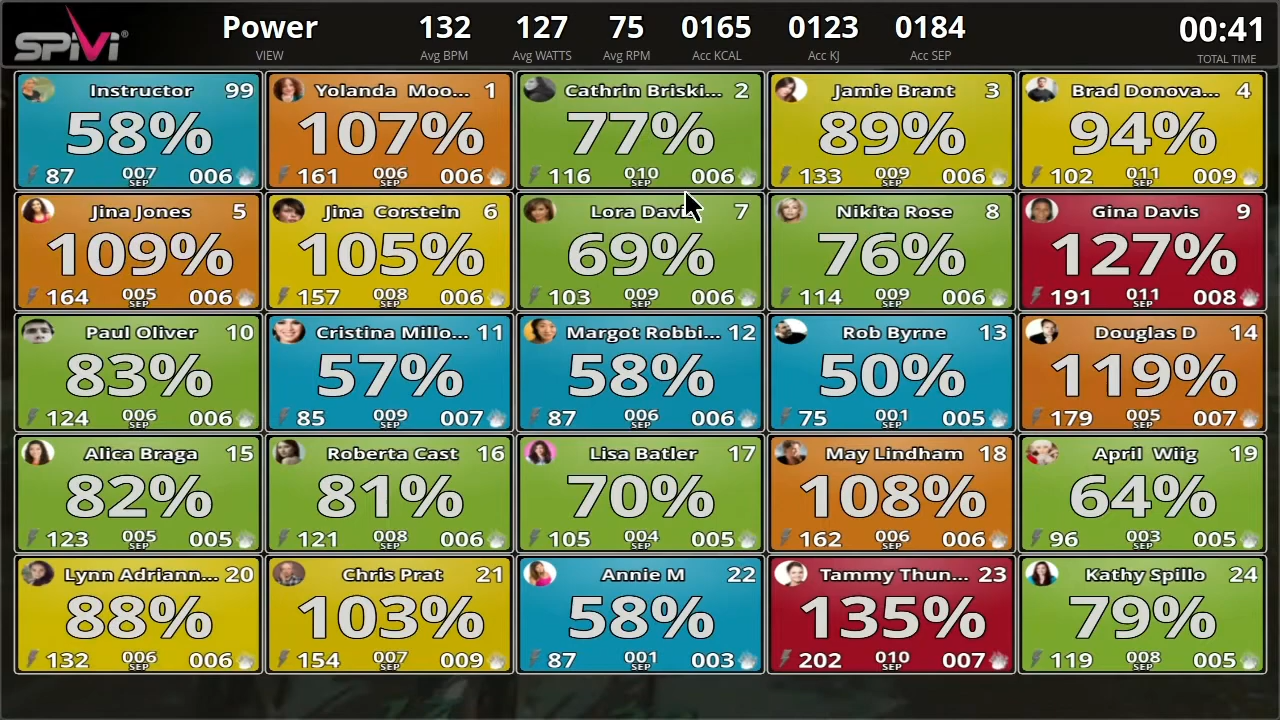 SPiVi®
Power 132 127 75 0165 0123 0184 00:41
VIEW Avg BPM Avg WATTS Avg RPM Acc KCAL Acc KJ Acc SEP TOTAL TIME
Instructor 99 Yolanda Moo... 1 Cathrin Briski... 2 Jamie Brant 3 Brad Donova... 4
58% 107% 77% 89% 94%
87 007 006 161 006 006 116 010 006 133 009 006 102 011 009
SEP SEP SEP SEP SEP
Jina Jones 5 Jina Corstein 6 Lora Davi 7 Nikita Rose 8 Gina Davis 9
109% 105% 69% 76% 127%
164 005 006 157 008 006 103 009 006 114 009 006 191 011 008
SEP SEP SEP SEP SEP
Paul Oliver 10 Cristina Millo... 11 Margot Robbi... 12 Rob Byrne 13 Douglas D 14
83% 57% 58% 50% 119%
124 006 006 85 009 007 87 006 006 75 001 005 179 005 007
SEP SEP SEP SEP SEP
Alica Braga 15 Roberta Cast 16 Lisa Batler 17 May Lindham 18 April Wiig 19
82% 81% 70% 108% 64%
123 005 005 121 008 006 105 004 005 162 006 006 96 003 005
SEP SEP SEP SEP SEP
Lynn Adriann... 20 Chris Prat 21 Annie M 22 Tammy Thun... 23 Kathy Spillo 24
88% 103% 58% 135% 79%
132 006 006 154 007 009 87 001 003 202 010 007 119 008 005
SEP SEP SEP SEP SEP